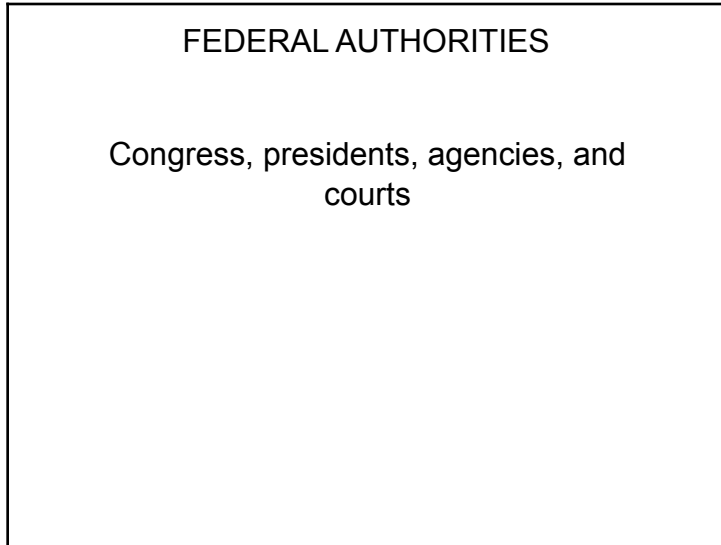 FEDERAL AUTHORITIES
Congress, presidents, agencies, and
courts